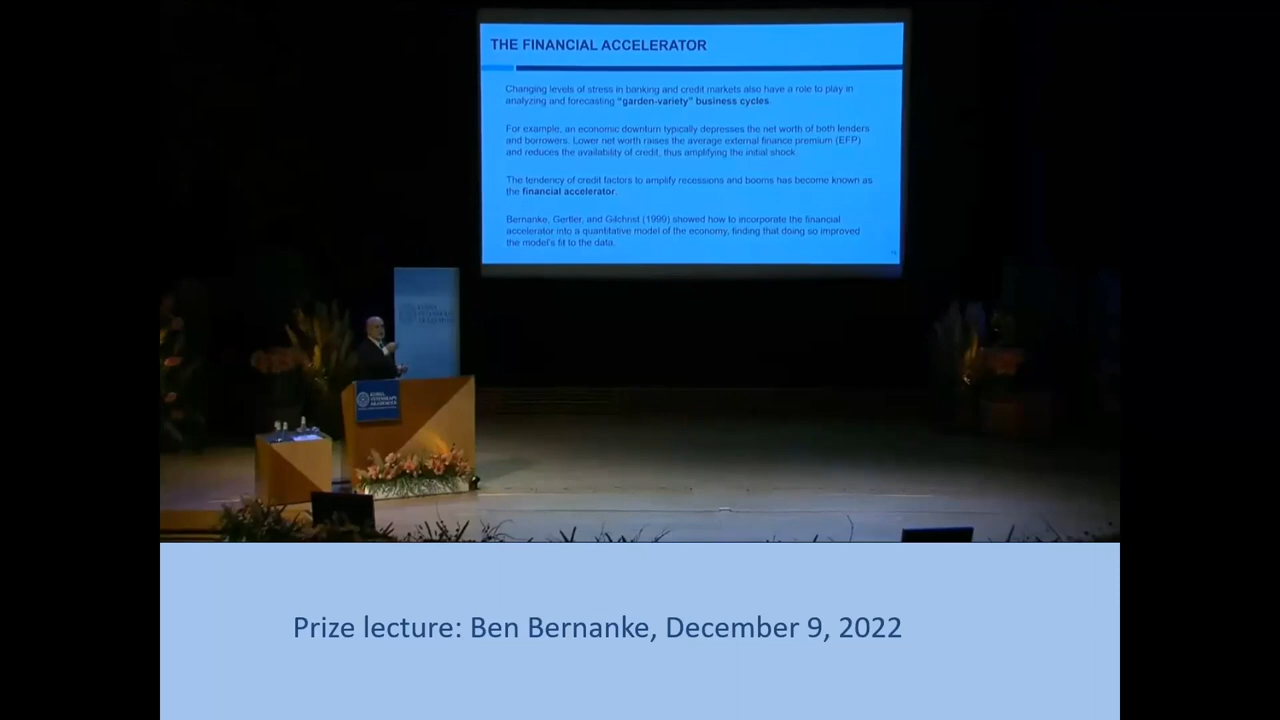 THE FINANCIAL ACCELERATOR
Changing levels of stress in banking and credit markets also have a role to play in
analyzing and forecasting "garden-variety" business cycles.
For example, an economic downturn typically depresses the net worth of both lenders
and borrowers. Lower net worth raises the average external finance premium (EFP)
and reduces the availability of credit, thus amplifying the initial shock.
The tendency of credit factors to amplify recessions and booms has become known as
the financial accelerator.
Bernanke, Gertler, and Gilchrist (1999) showed how to incorporate the financial
accelerator into a quantitative model of the economy, finding that doing so improved
the model's fit to the data.
Prize lecture: Ben Bernanke, December 9, 2022